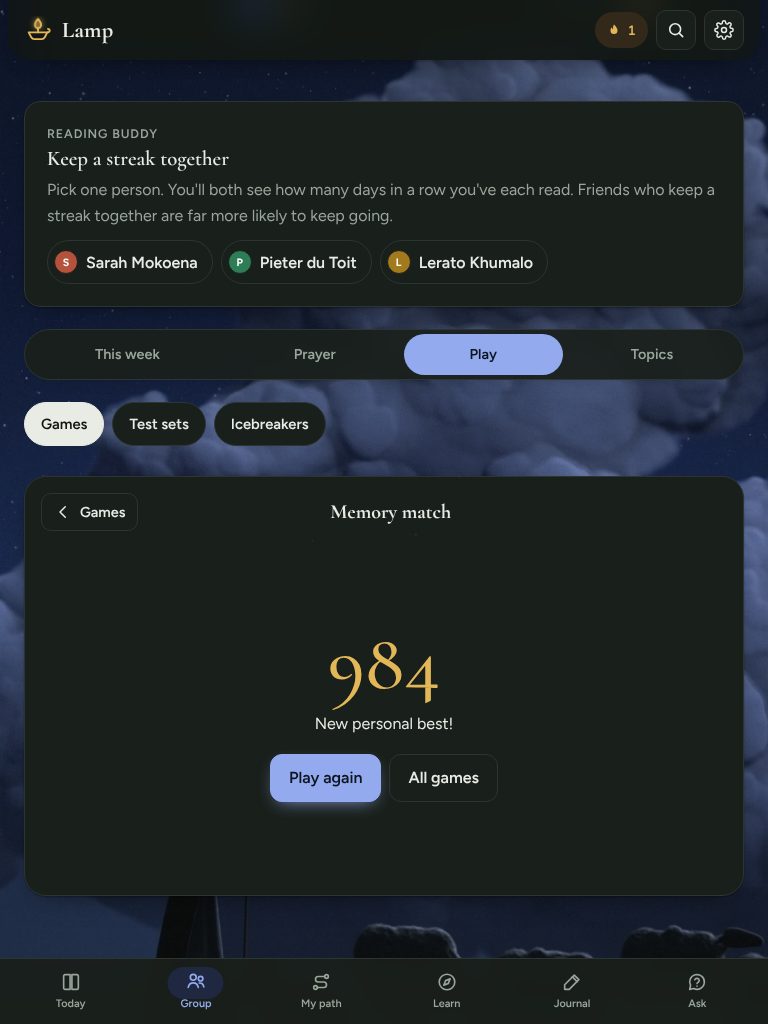 Lamp
1
READING BUDDY
Keep a streak together
Pick one person. You'll both see how many days in a row you've each read. Friends who keep a
streak together are far more likely to keep going.
S Sarah Mokoena P Pieter du Toit L Lerato Khumalo
This week Prayer Play Topics
Games Test sets Icebreakers
Games Memory match
984
New personal best!
Play again All games
Today Group My path Learn Journal Ask